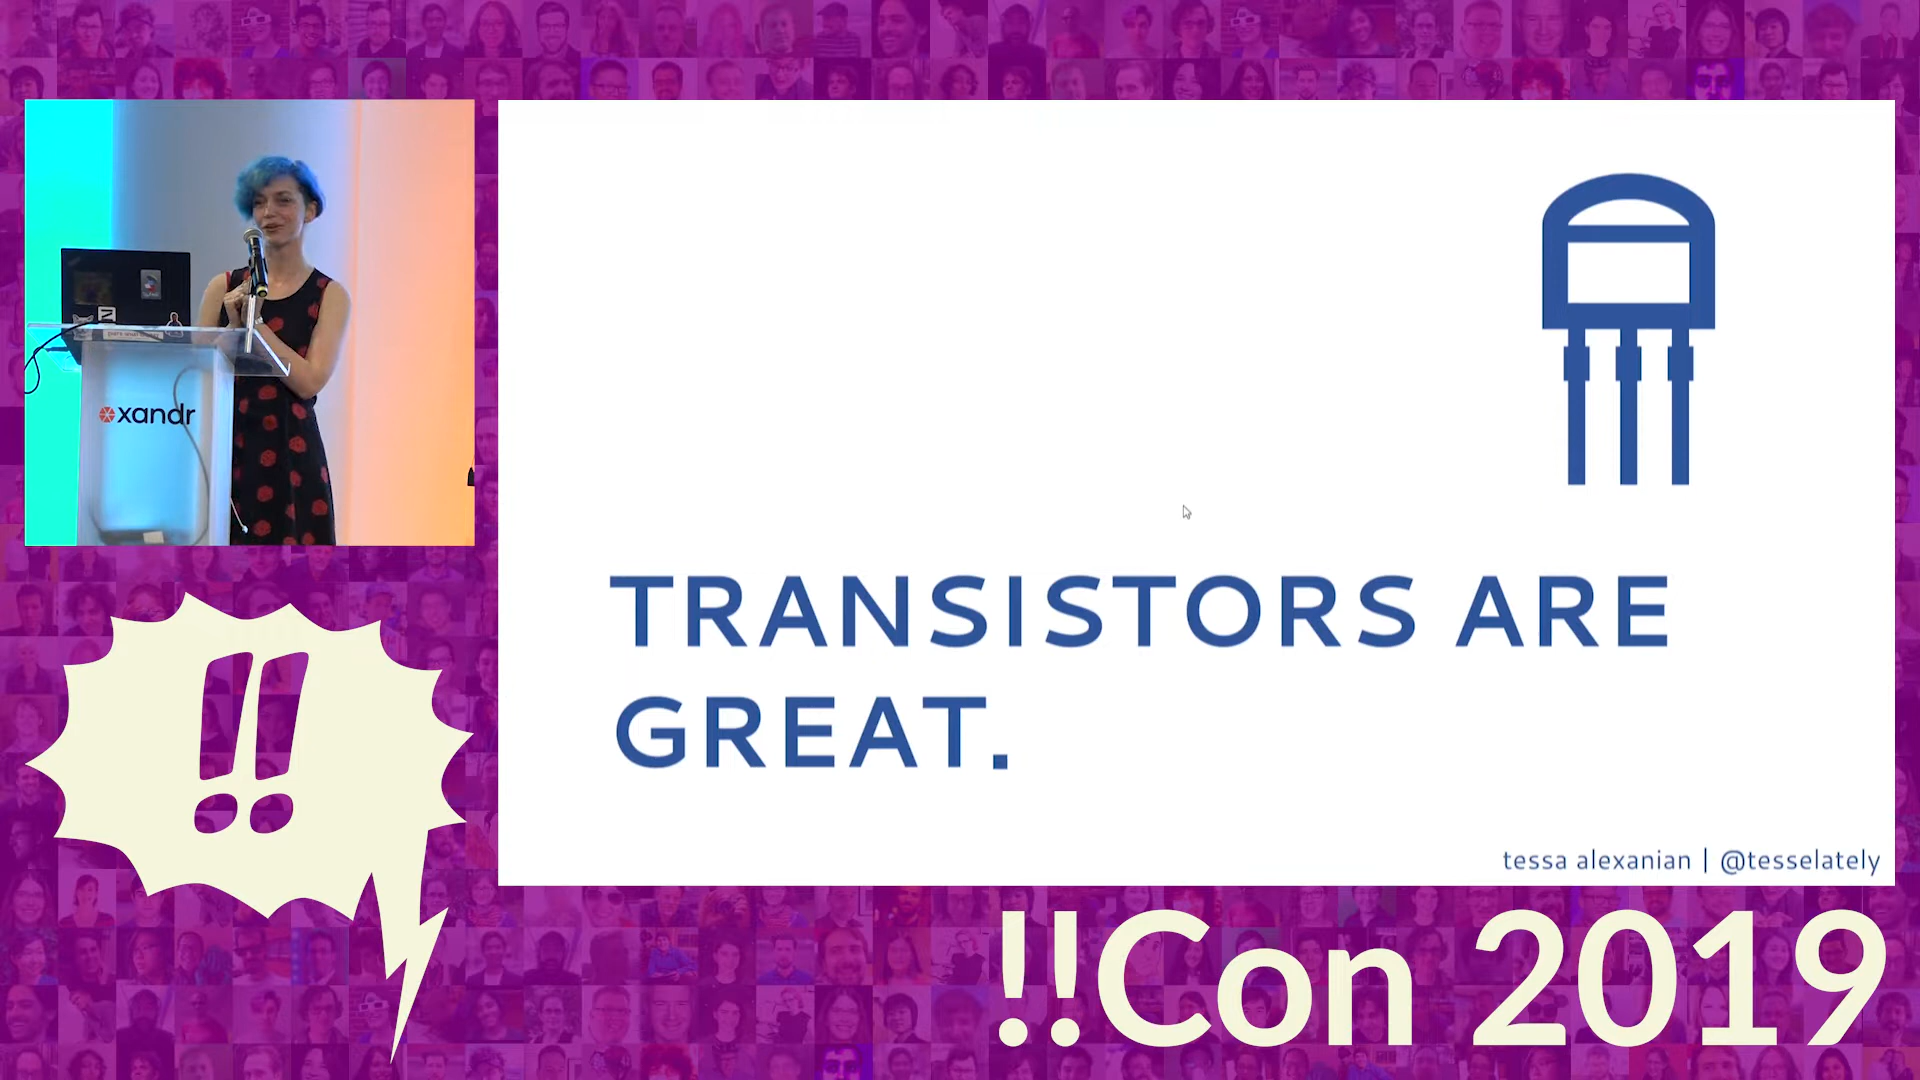 xandr
TRANSISTORS ARE
GREAT.
tessa alexanian | @tesselately
!!
!!Con 2019